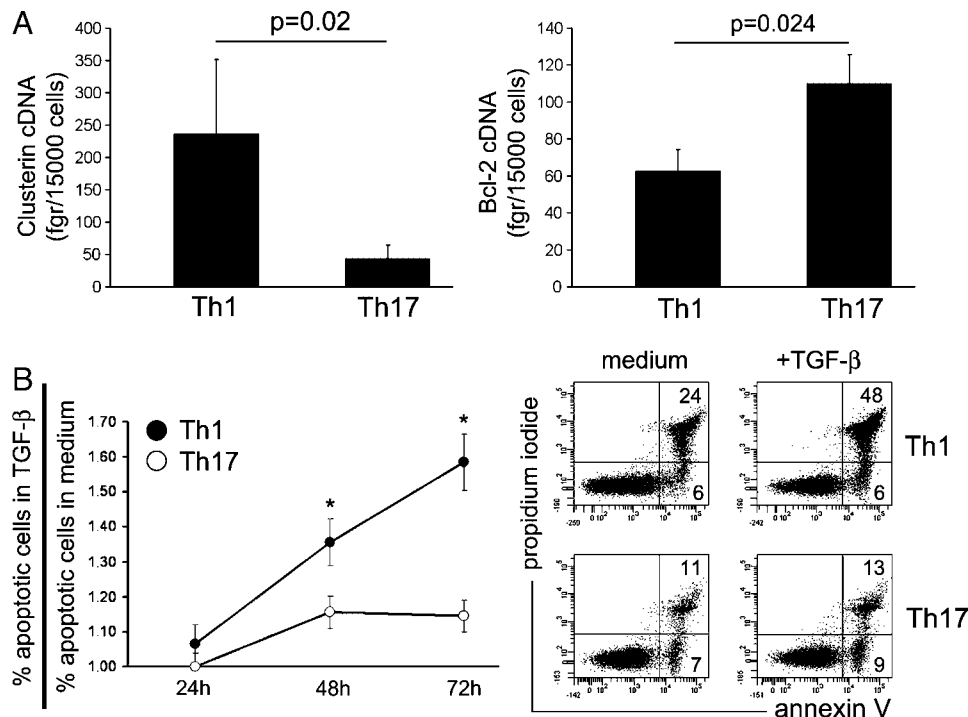 A
p=0.02
Clusterin cDNA
(fgr/15000 cells)
400
350
300
250
200
150
100
50
0
Th1
Th17
p=0.024
Bcl-2 cDNA
(fgr/15000 cells)
140
120
100
80
60
40
20
0
Th1
Th17
B
% apoptotic cells in TGF-β
% apoptotic cells in medium
1.70
1.60
1.50
1.40
1.30
1.20
1.10
1.00
Th1
Th17
*
*
24h
48h
72h
medium
+TGF-β
propidium iodide
24
6
48
6
Th1
11
7
13
9
Th17
annexin V